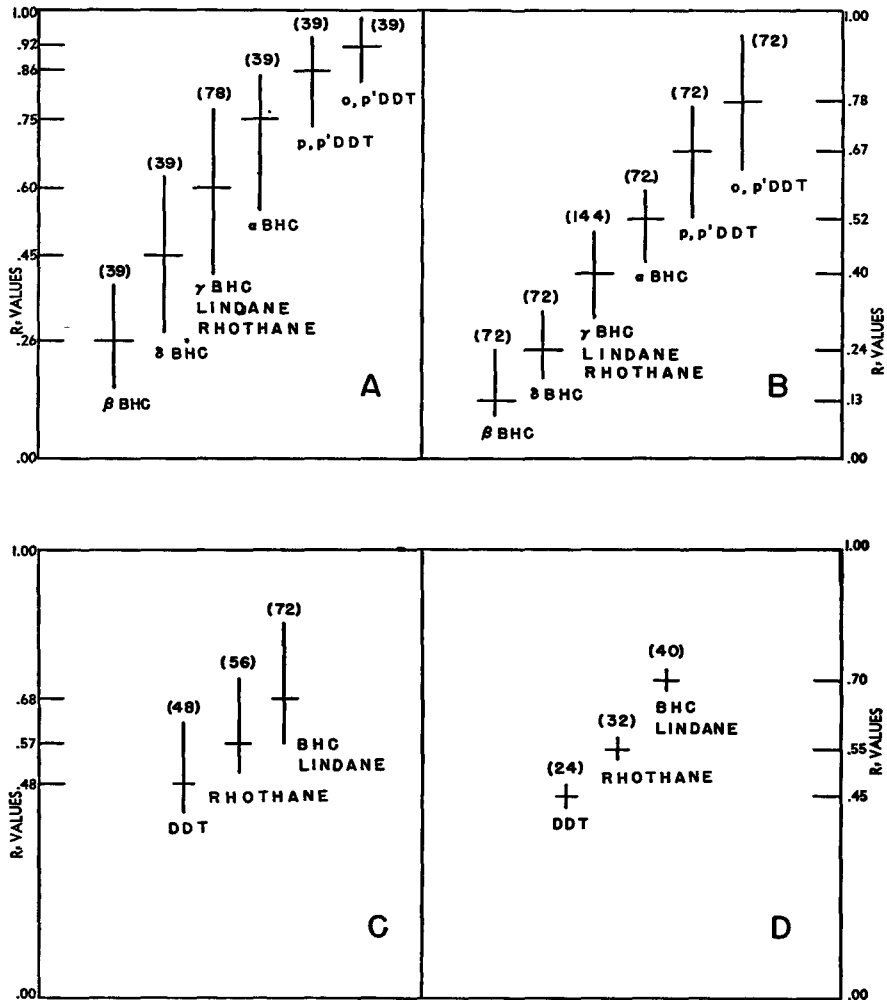 1.00
.92
.86
.75
.60
.45
.26
.00
RF VALUES
(39)
β BHC
(39)
δ BHC
(78)
γ BHC
LINDANE
RHOTHANE
(39)
α BHC
(39)
p,p'DDT
(39)
o,p'DDT
A
(72)
β BHC
(72)
δ BHC
(144)
γ BHC
LINDANE
RHOTHANE
(72)
α BHC
(72)
p,p'DDT
(72)
o,p'DDT
B
1.00
.78
.67
.52
.40
.24
.13
.00
RF VALUES
1.00
.68
.57
.48
.00
RF VALUES
(48)
DDT
(56)
RHOTHANE
(72)
BHC
LINDANE
C
(24)
DDT
(32)
RHOTHANE
(40)
BHC
LINDANE
D
1.00
.70
.55
.45
.00
RF VALUES